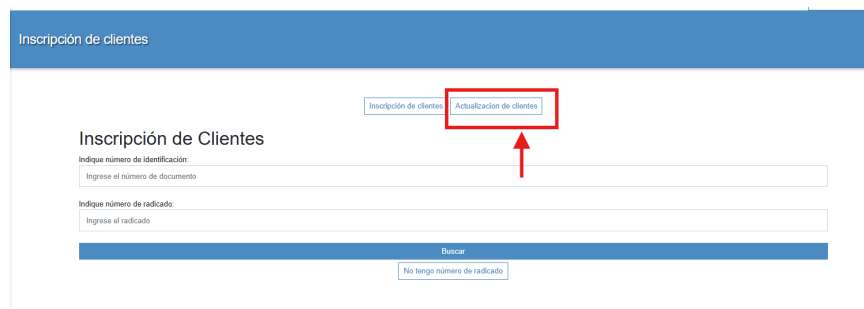 Inscripción de clientes
Inscripción de clientes Actualizacion de clientes
Inscripción de Clientes
Indique número de identificación:
Ingrese el número de documento
Indique número de radicado:
Ingrese el radicado
Buscar
No tengo número de radicado